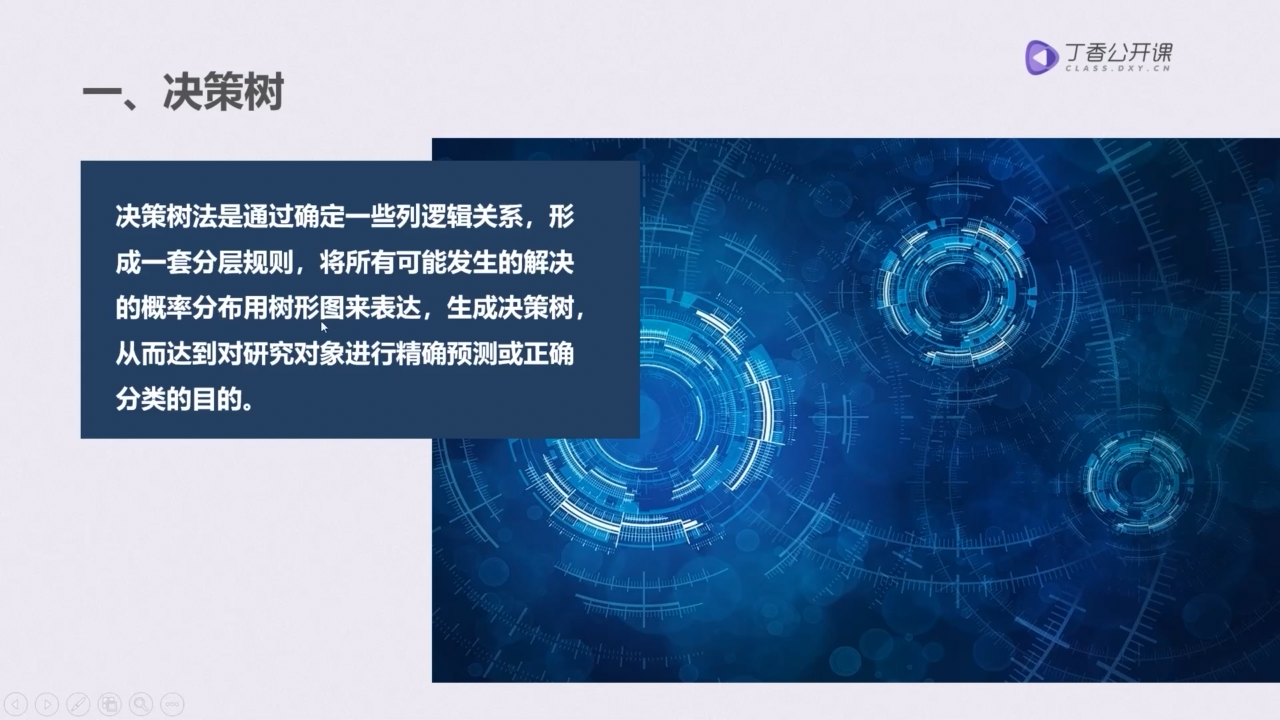 丁香公开课
CLASS.DXY.CN
一、决策树
决策树法是通过确定一些列逻辑关系，形
成一套分层规则，将所有可能发生的解决
的概率分布用树形图来表达，生成决策树，
从而达到对研究对象进行精确预测或正确
分类的目的。